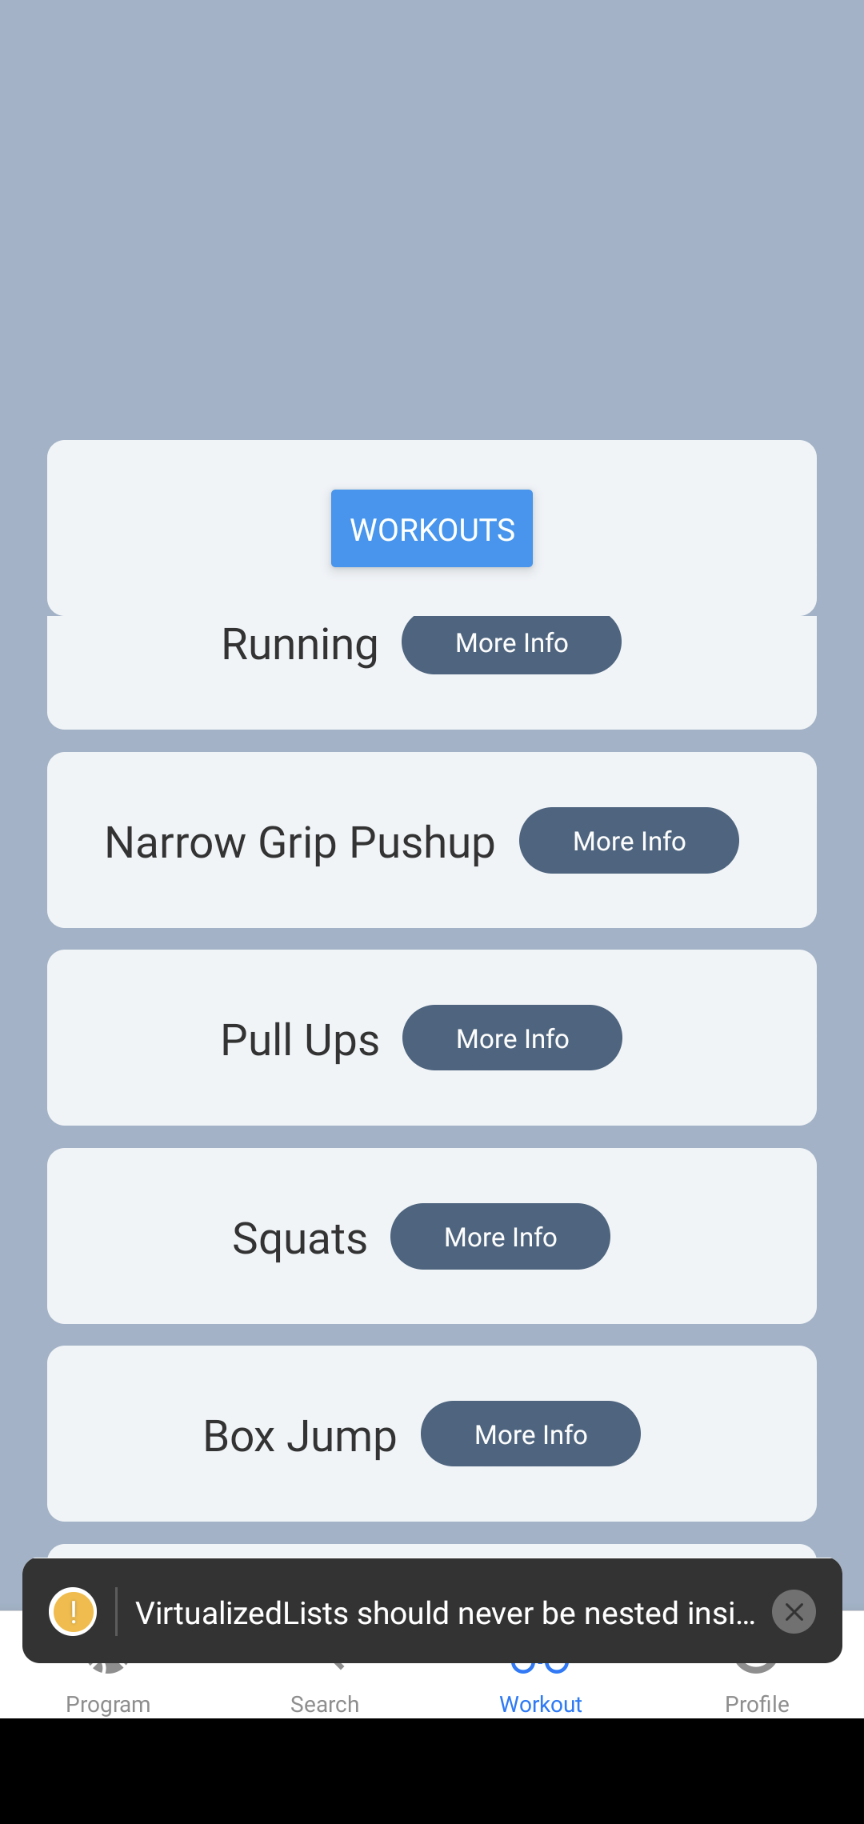 WORKOUTS
Running More Info
Narrow Grip Pushup More Info
Pull Ups More Info
Squats More Info
Box Jump More Info
! VirtualizedLists should never be nested insi...
Program Search Workout Profile